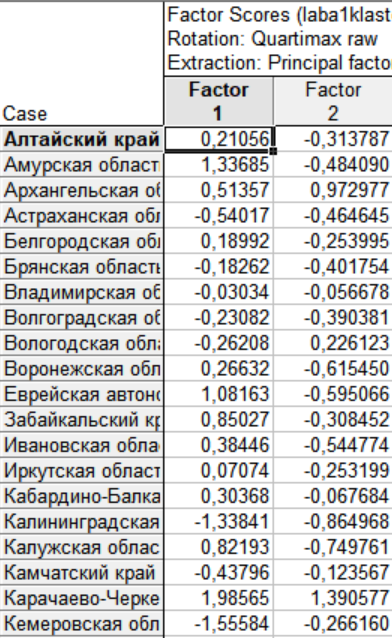 Factor Scores (laba1klast
Rotation: Quartimax raw
Extraction: Principal facto
Case Factor 1 Factor 2
Алтайский край 0,21056 -0,313787
Амурская област 1,33685 -0,484090
Архангельская об 0,51357 0,972977
Астраханская обл -0,54017 -0,464645
Белгородская обл 0,18992 -0,253995
Брянская область -0,18262 -0,401754
Владимирская об -0,03034 -0,056678
Волгоградская об -0,23082 -0,390381
Вологодская обла -0,26208 0,226123
Воронежская обл 0,26632 -0,615450
Еврейская автоно 1,08163 -0,595066
Забайкальский кр 0,85027 -0,308452
Ивановская обла 0,38446 -0,544774
Иркутская област 0,07074 -0,253199
Кабардино-Балка 0,30368 -0,067684
Калининградская -1,33841 -0,864968
Калужская облас 0,82193 -0,749761
Камчатский край -0,43796 -0,123567
Карачаево-Черке 1,98565 1,390577
Кемеровская обл -1,55584 -0,266160